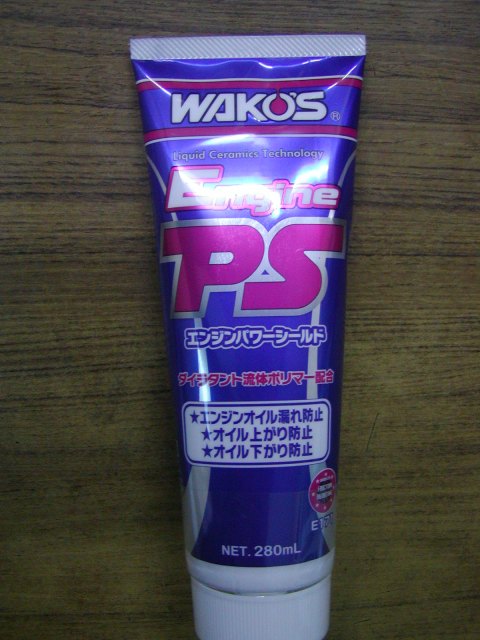 WAKO'S®
Liquid Ceramics Technology
Engine
PS
エンジンパワーシールド
ダイラタント流体ポリマー配合
★エンジンオイル漏れ防止
★オイル上がり防止
★オイル下がり防止
NET. 280mL